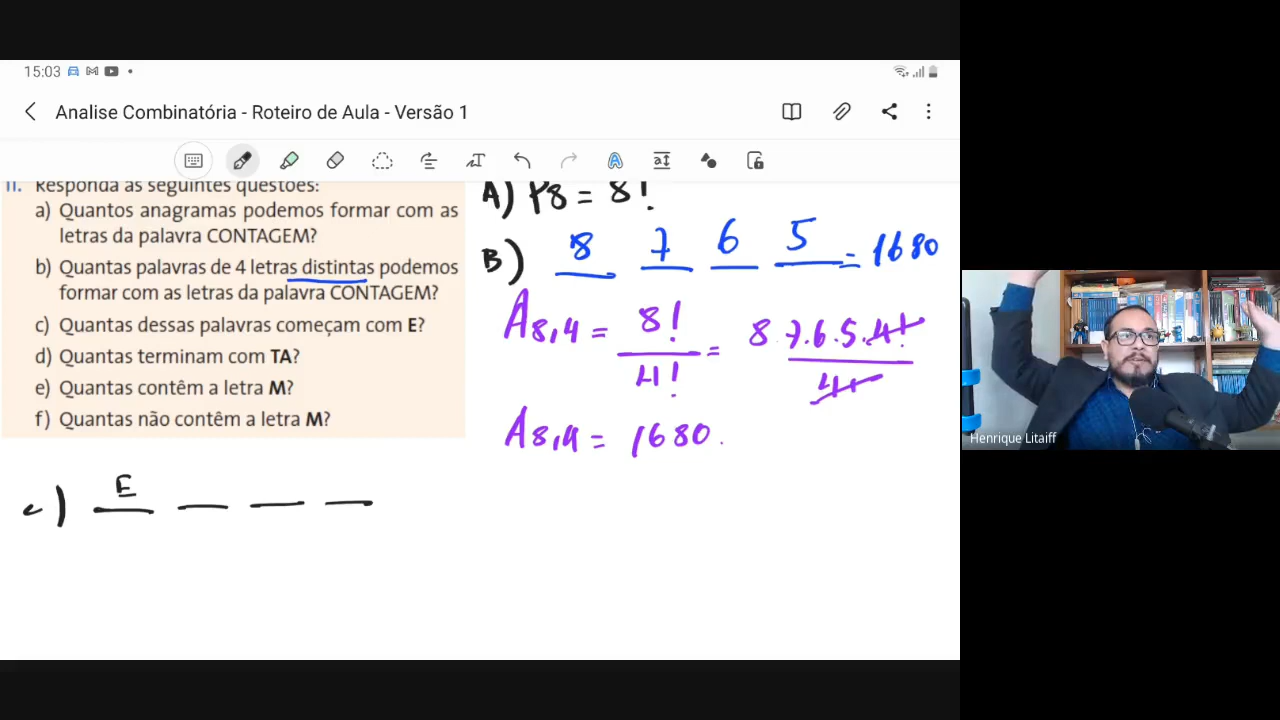 15:03
Analise Combinatória - Roteiro de Aula - Versão 1
11. Responda as seguintes questões:
a) Quantos anagramas podemos formar com as
letras da palavra CONTAGEM?
b) Quantas palavras de 4 letras distintas podemos
formar com as letras da palavra CONTAGEM?
c) Quantas dessas palavras começam com E?
d) Quantas terminam com TA?
e) Quantas contêm a letra M?
f) Quantas não contêm a letra M?
A) P8 = 8!
B) 8 7 6 5 = 1680
A8,4 = 8!/4! = 8.7.6.5.4!/4!
A8,4 = 1680.
c) E
Henrique Litaiff